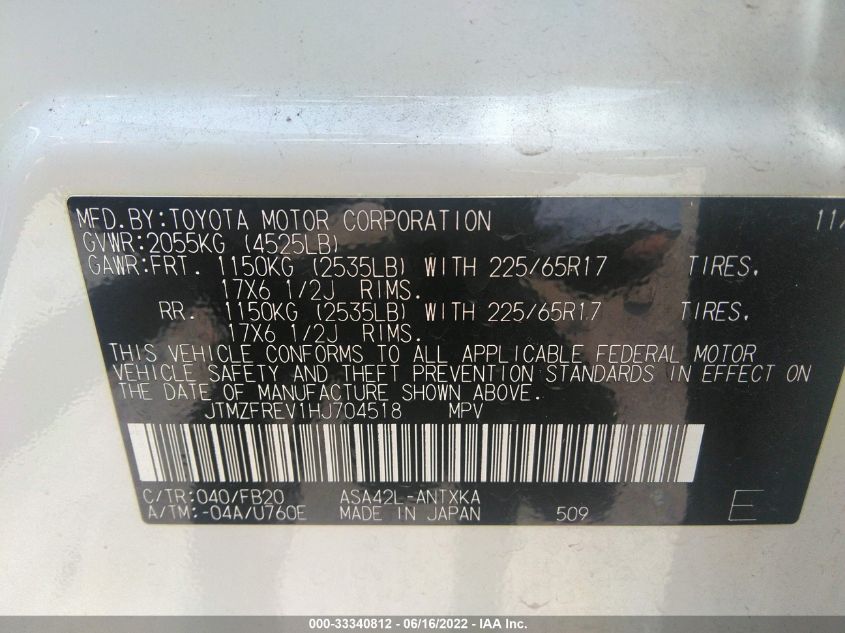 MFD.BY:TOYOTA MOTOR CORPORATION 11/
GVWR:2055KG (4525LB)
GAWR:FRT. 1150KG (2535LB) WITH 225/65R17 TIRES.
17X6 1/2J RIMS.
RR. 1150KG (2535LB) WITH 225/65R17 TIRES.
17X6 1/2J RIMS.
THIS VEHICLE CONFORMS TO ALL APPLICABLE FEDERAL MOTOR
VEHICLE SAFETY AND THEFT PREVENTION STANDARDS IN EFFECT ON
THE DATE OF MANUFACTURE SHOWN ABOVE.
JTMZFREV1HJ704518 MPV
C/TR:040/FB20 ASA42L-ANTXKA
A/TM:-04A/U760E MADE IN JAPAN 509 E
000-33340812 - 06/16/2022 - IAA Inc.